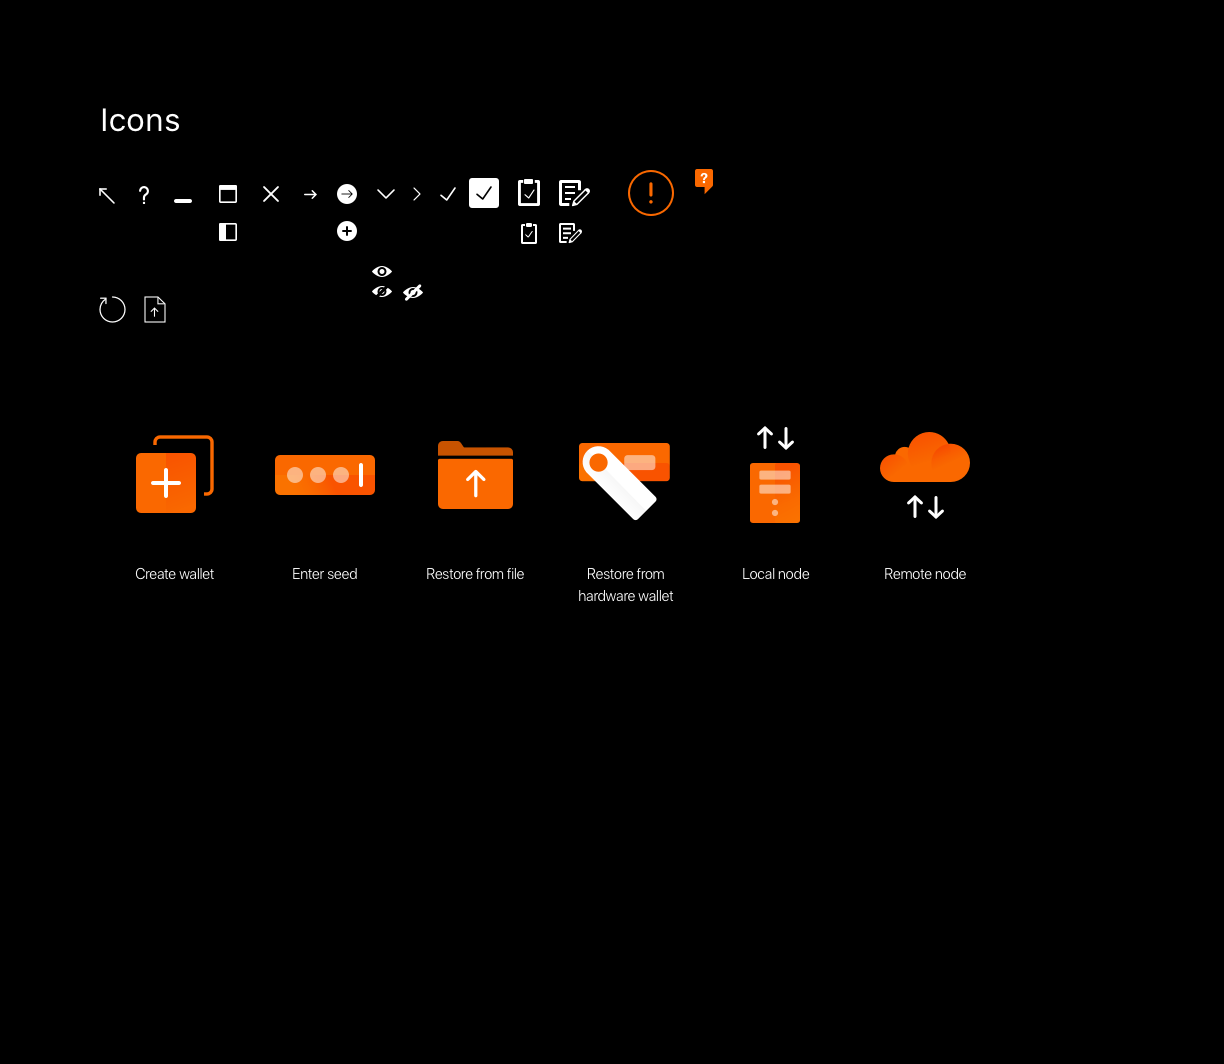 Icons
?
?
Create wallet
Enter seed
Restore from file
Restore from
hardware wallet
Local node
Remote node